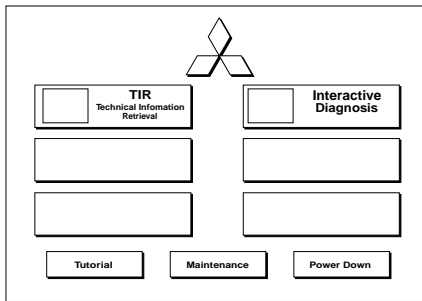 TIR
Technical Infomation
Retrieval
Interactive
Diagnosis
Tutorial
Maintenance
Power Down